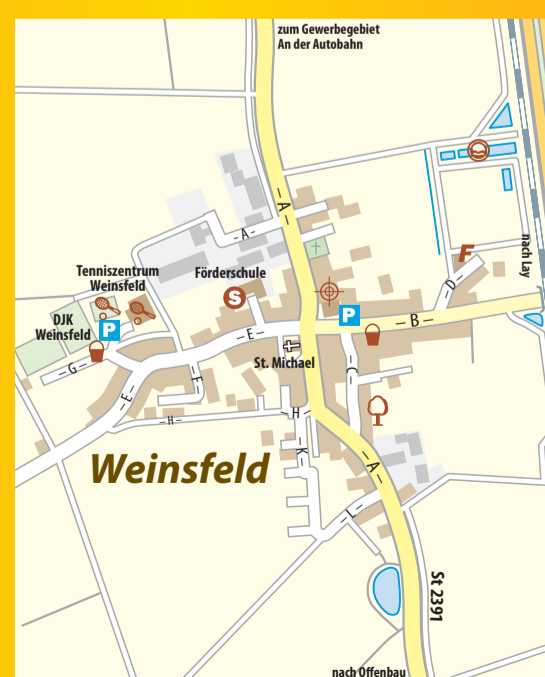 zum Gewerbegebiet
An der Autobahn
-A-
-A-
nach Lay
F
Tenniszentrum
Weinsfeld
Förderschule
S
-D-
DJK
Weinsfeld
P
P
-B-
-E-
St. Michael
-G-
-F-
-C-
-E-
-H-
-H-
Weinsfeld
-K-
-A-
-L-
St 2391
nach Offenbau